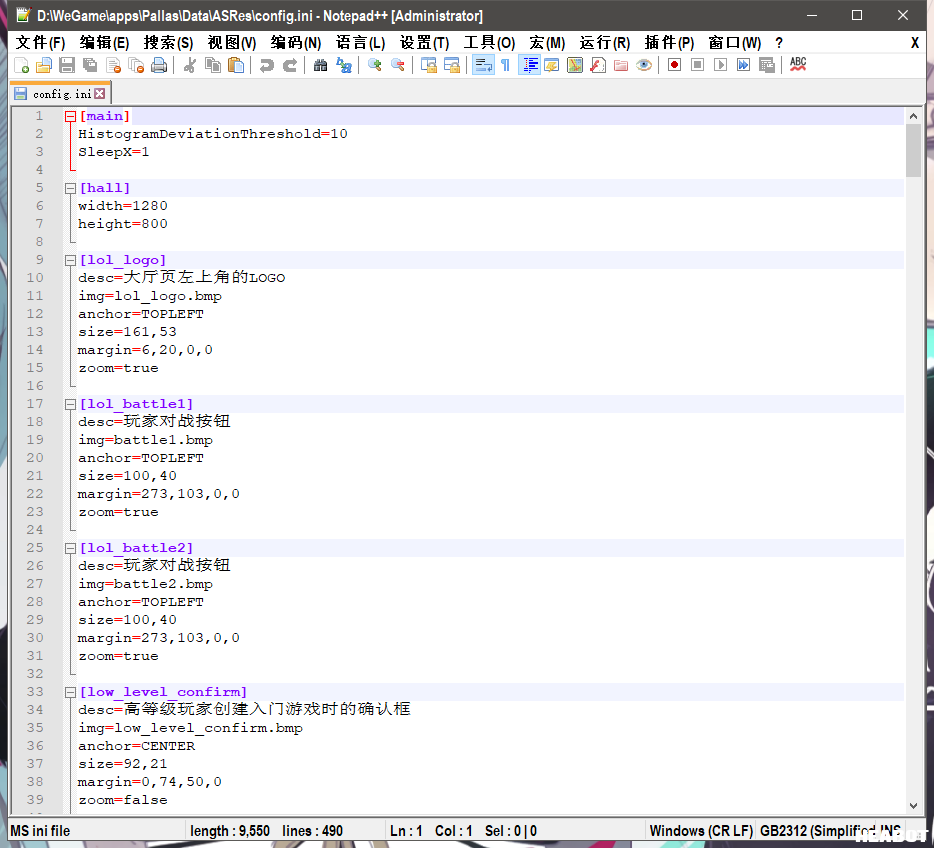 D:\WeGame\apps\Pallas\Data\ASRes\config.ini - Notepad++ [Administrator]
文件(F) 编辑(E) 搜索(S) 视图(V) 编码(N) 语言(L) 设置(T) 工具(O) 宏(M) 运行(R) 插件(P) 窗口(W) ? X
ABC
config.ini
1 [main]
2 HistogramDeviationThreshold=10
3 SleepX=1
4
5 [hall]
6 width=1280
7 height=800
8
9 [lol_logo]
10 desc=大厅页左上角的LOGO
11 img=lol_logo.bmp
12 anchor=TOPLEFT
13 size=161,53
14 margin=6,20,0,0
15 zoom=true
16
17 [lol_battle1]
18 desc=玩家对战按钮
19 img=battle1.bmp
20 anchor=TOPLEFT
21 size=100,40
22 margin=273,103,0,0
23 zoom=true
24
25 [lol_battle2]
26 desc=玩家对战按钮
27 img=battle2.bmp
28 anchor=TOPLEFT
29 size=100,40
30 margin=273,103,0,0
31 zoom=true
32
33 [low_level_confirm]
34 desc=高等级玩家创建入门游戏时的确认框
35 img=low_level_confirm.bmp
36 anchor=CENTER
37 size=92,21
38 margin=0,74,50,0
39 zoom=false
MS ini file length : 9,550 lines : 490 Ln : 1 Col : 1 Sel : 0 | 0 Windows (CR LF) GB2312 (Simplified INS